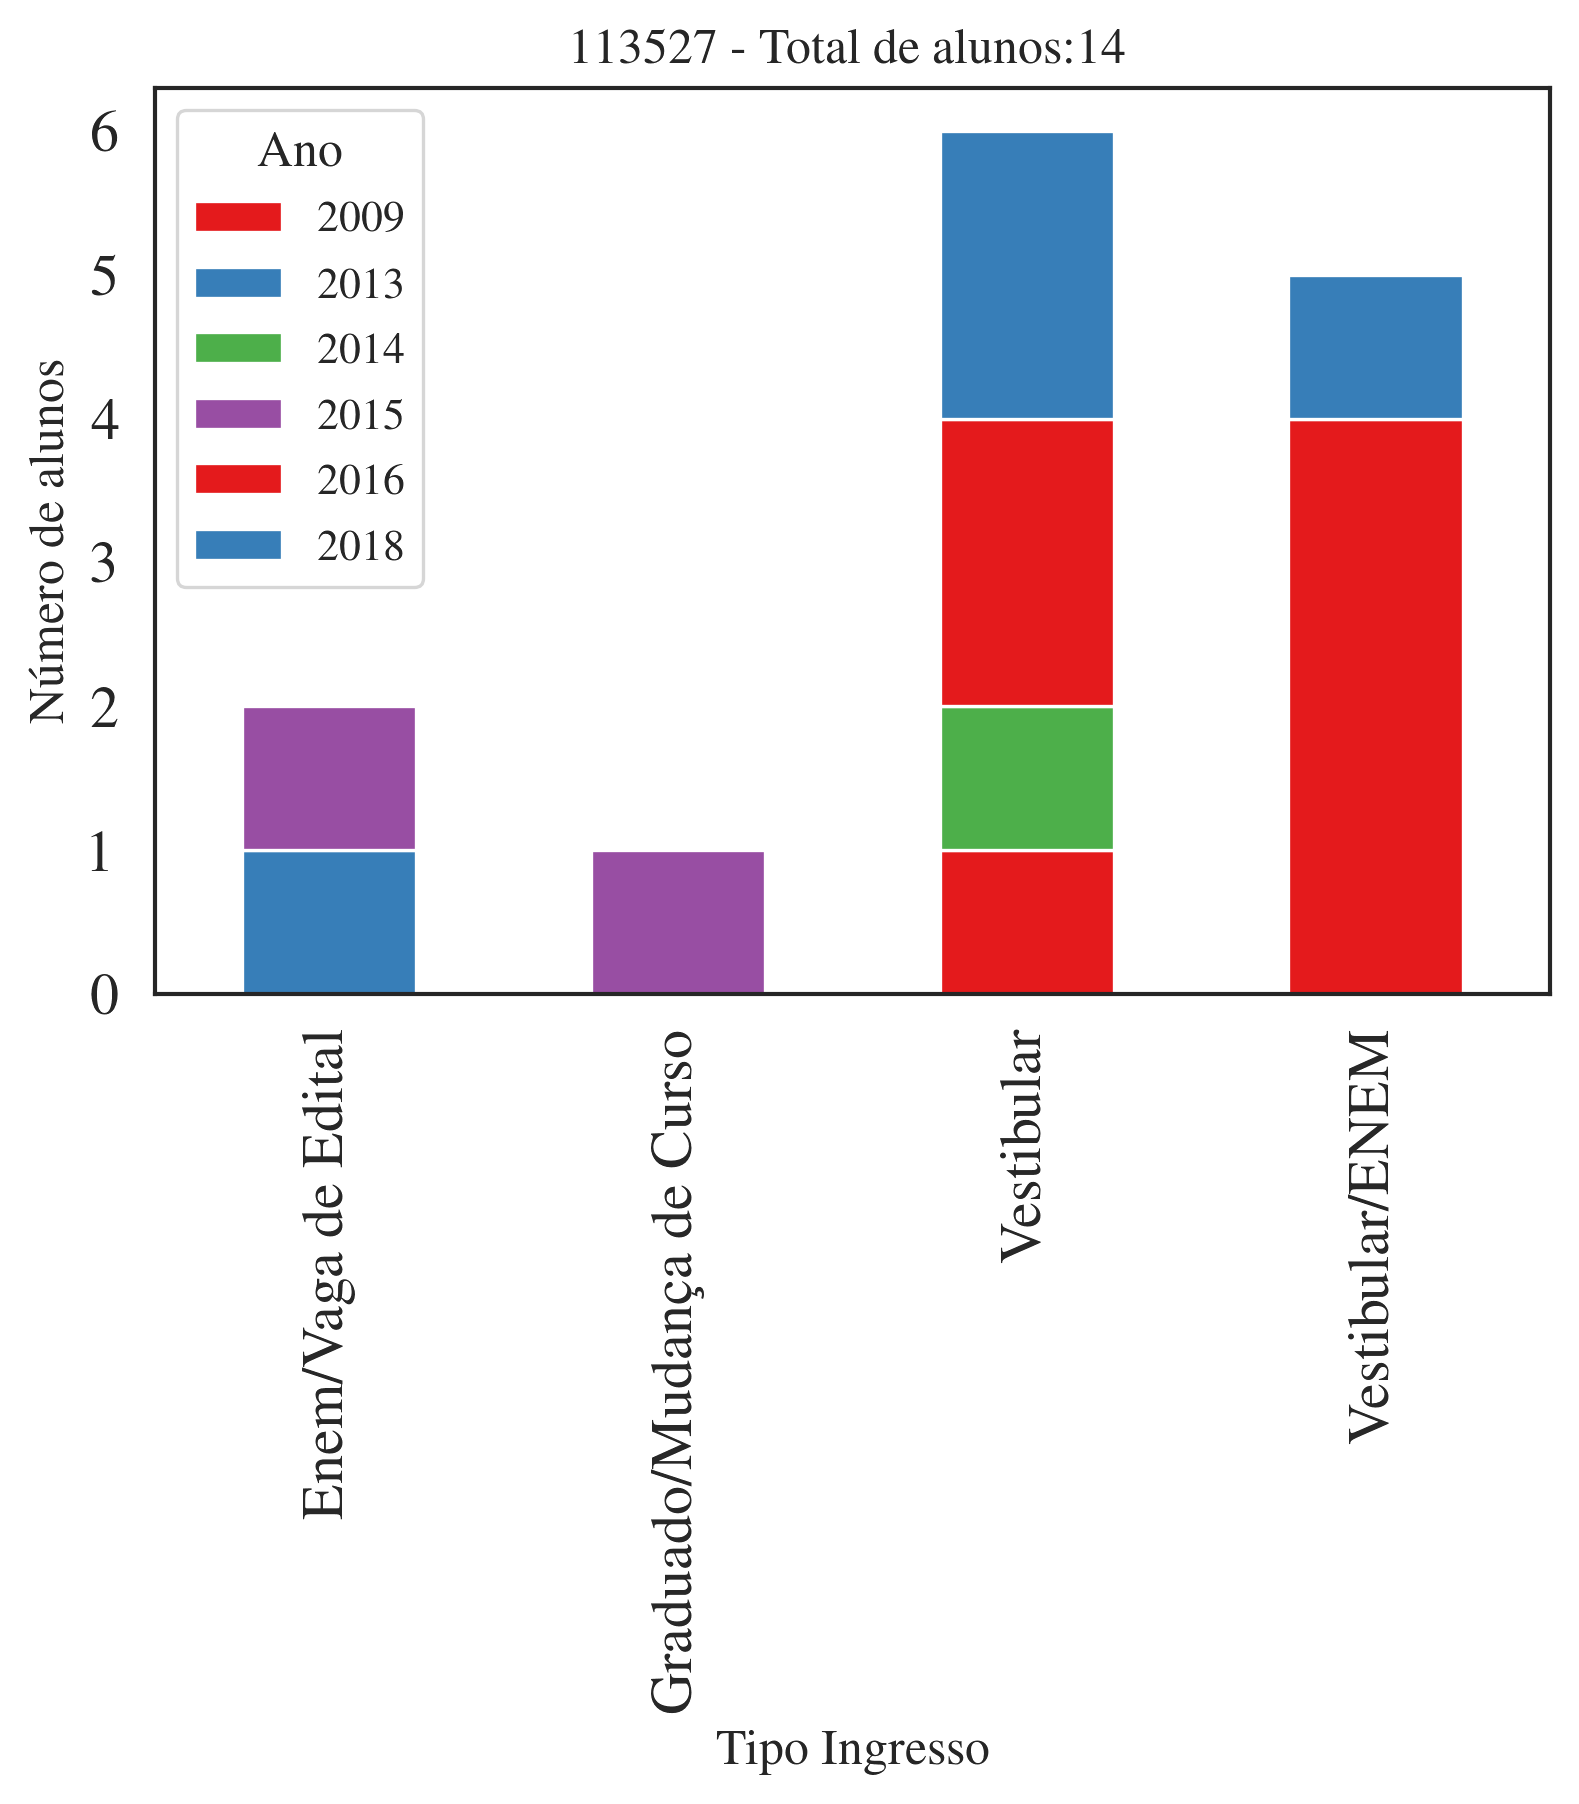 113527 - Total de alunos:14
Ano
2009
2013
2014
2015
2016
2018
6
5
4
3
2
1
0
Número de alunos
Enem/Vaga de Edital
Graduado/Mudança de Curso
Vestibular
Vestibular/ENEM
Tipo Ingresso